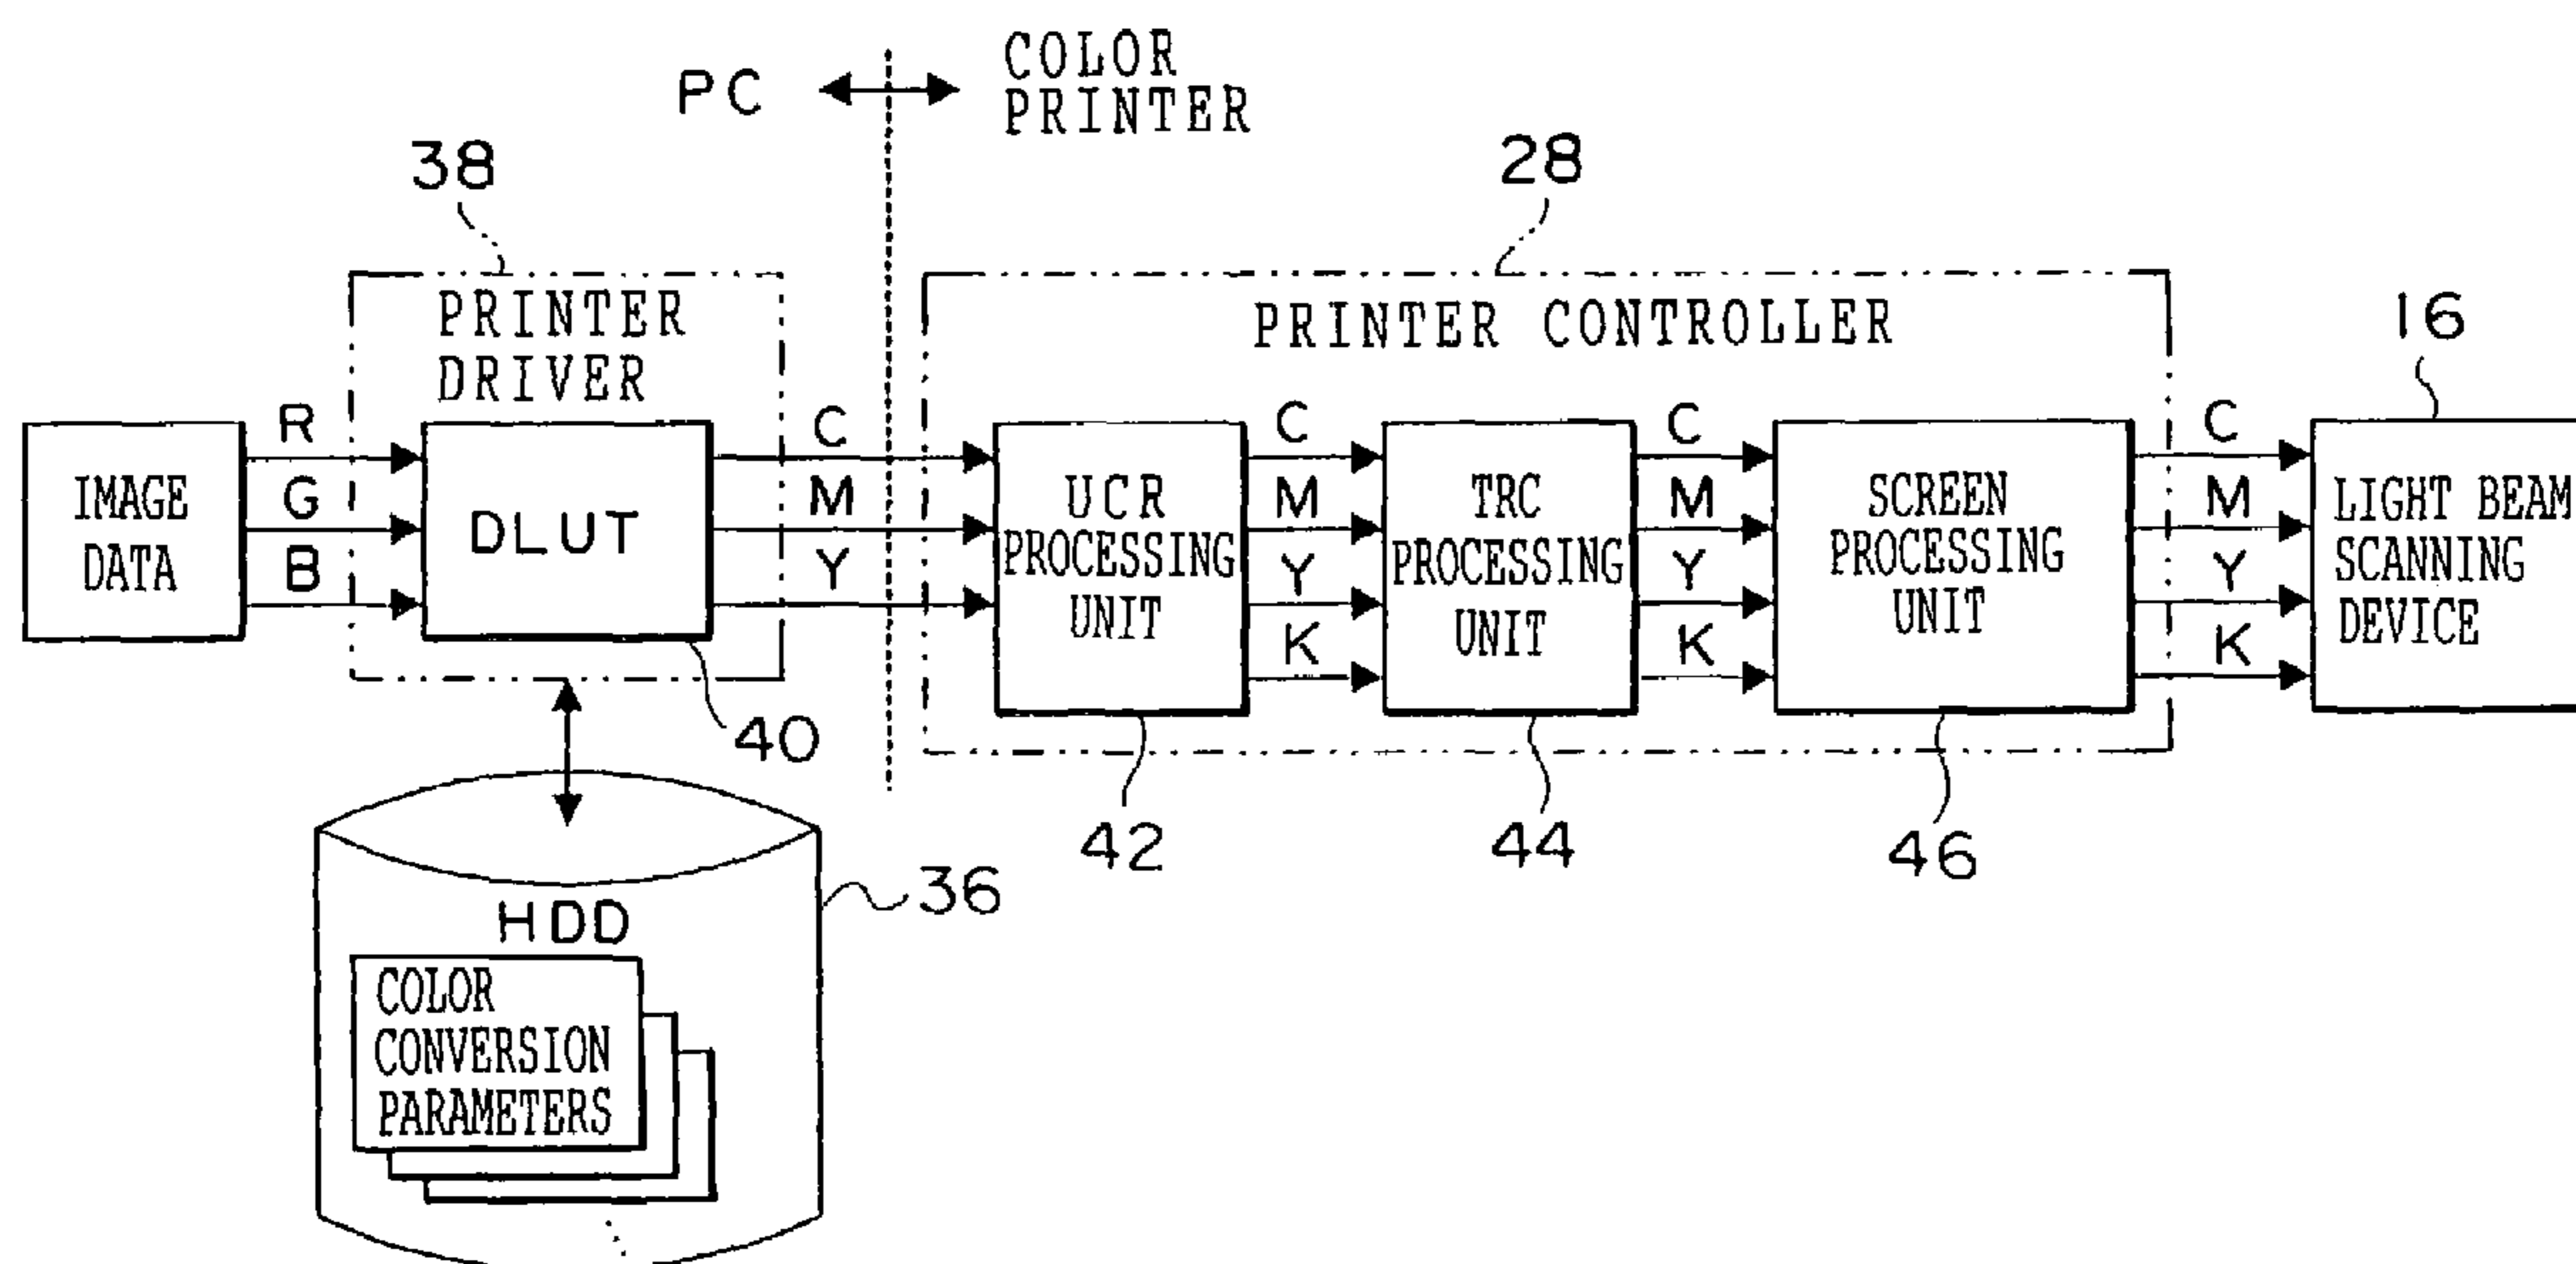 PC
COLOR
PRINTER
38
28
PRINTER
DRIVER
PRINTER CONTROLLER
16
IMAGE
DATA
R
G
B
DLUT
C
M
Y
UCR
PROCESSING
UNIT
C
M
Y
K
TRC
PROCESSING
UNIT
C
M
Y
K
SCREEN
PROCESSING
UNIT
C
M
Y
K
LIGHT BEAM
SCANNING
DEVICE
40
42
44
46
36
HDD
COLOR
CONVERSION
PARAMETERS